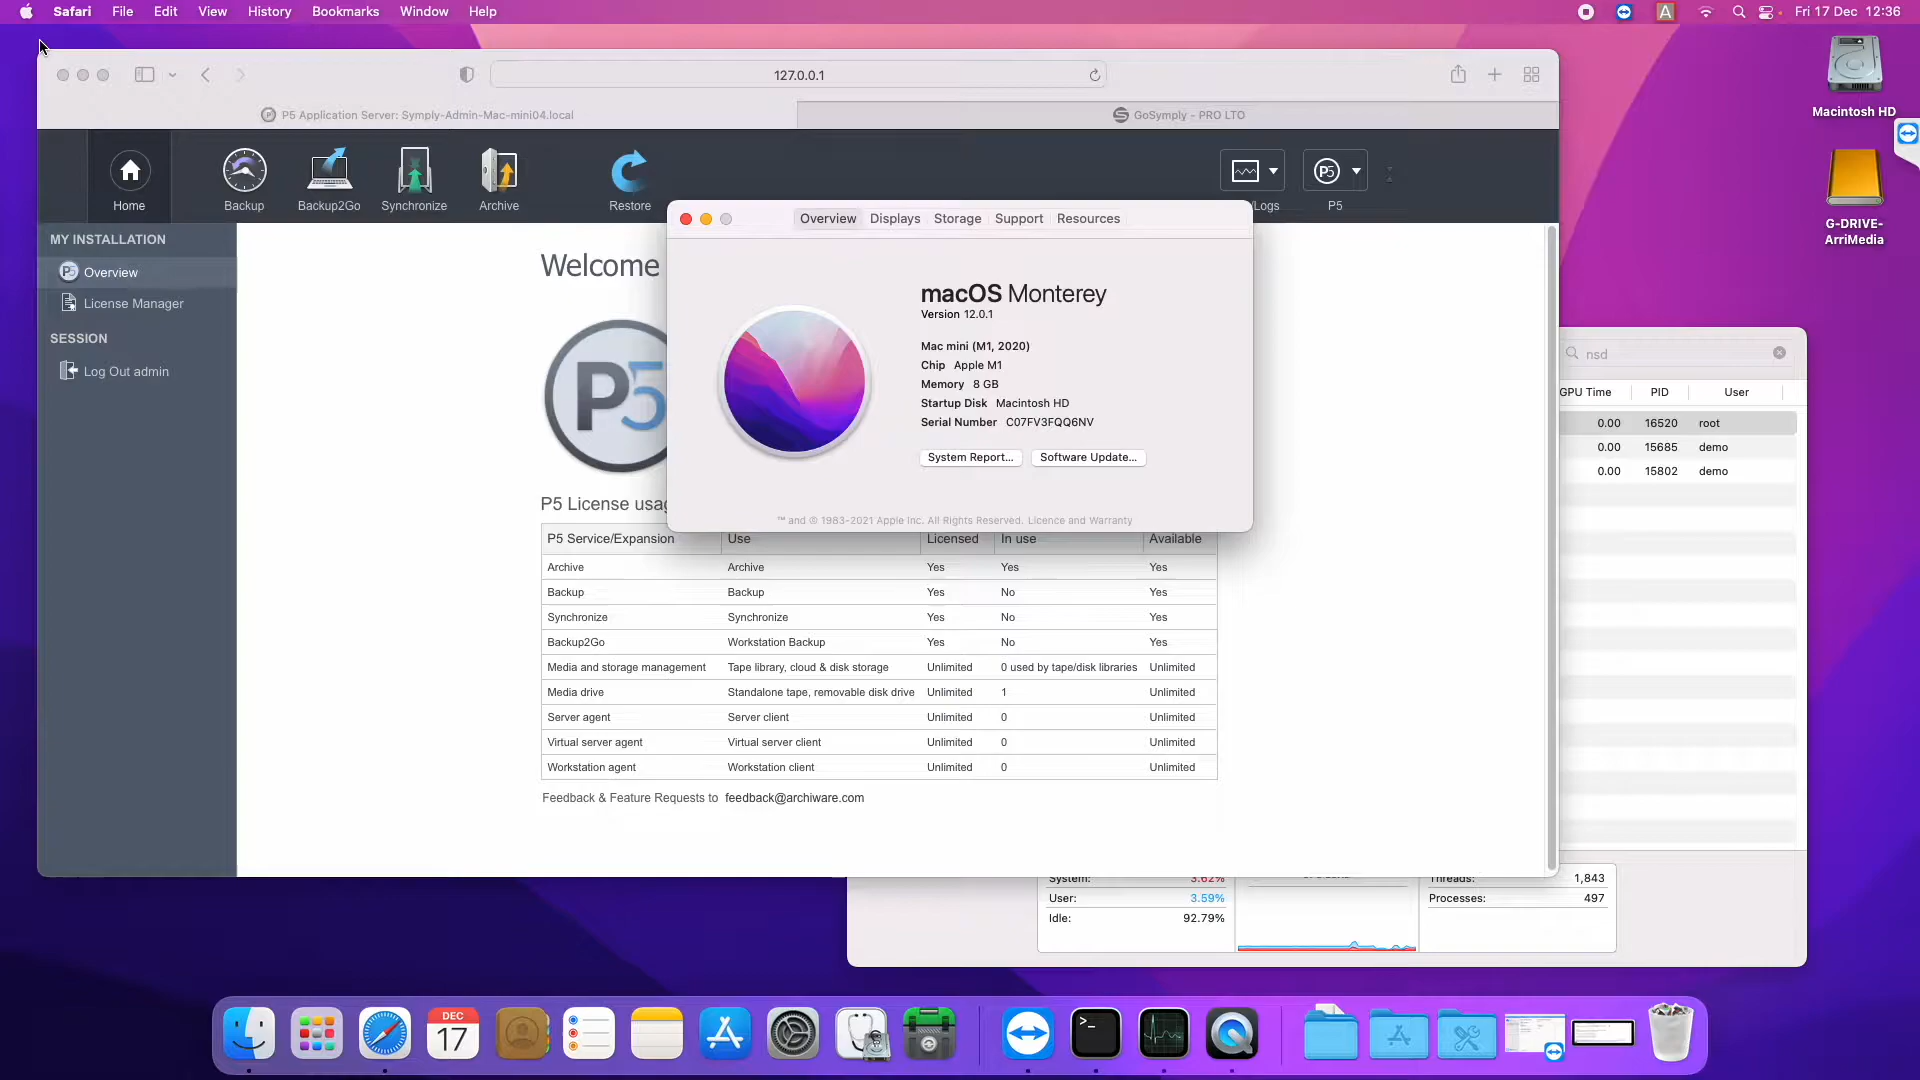 Safari File Edit View History Bookmarks Window Help
A
Fri 17 Dec 12:36
127.0.0.1
P5 Application Server: Symply-Admin-Mac-mini04.local
GoSymply - PRO LTO
Macintosh HD
G-DRIVE-
ArriMedia
Home
Backup
Backup2Go
Synchronize
Archive
Restore
/Logs
P5
P5
MY INSTALLATION
P5 Overview
License Manager
SESSION
Log Out admin
Welcome
P5
P5 License usag
Overview Displays Storage Support Resources
macOS Monterey
Version 12.0.1
Mac mini (M1, 2020)
Chip Apple M1
Memory 8 GB
Startup Disk Macintosh HD
Serial Number C07FV3FQQ6NV
System Report... Software Update...
™ and © 1983-2021 Apple Inc. All Rights Reserved. Licence and Warranty
P5 Service/Expansion Use Licensed In use Available
Archive Archive Yes Yes Yes
Backup Backup Yes No Yes
Synchronize Synchronize Yes No Yes
Backup2Go Workstation Backup Yes No Yes
Media and storage management Tape library, cloud & disk storage Unlimited 0 used by tape/disk libraries Unlimited
Media drive Standalone tape, removable disk drive Unlimited 1 Unlimited
Server agent Server client Unlimited 0 Unlimited
Virtual server agent Virtual server client Unlimited 0 Unlimited
Workstation agent Workstation client Unlimited 0 Unlimited
Feedback & Feature Requests to feedback@archiware.com
nsd
GPU Time PID User
0.00 16520 root
0.00 15685 demo
0.00 15802 demo
System: 3.62%
User: 3.59%
Idle: 92.79%
Threads: 1,843
Processes: 497
DEC
17
>_